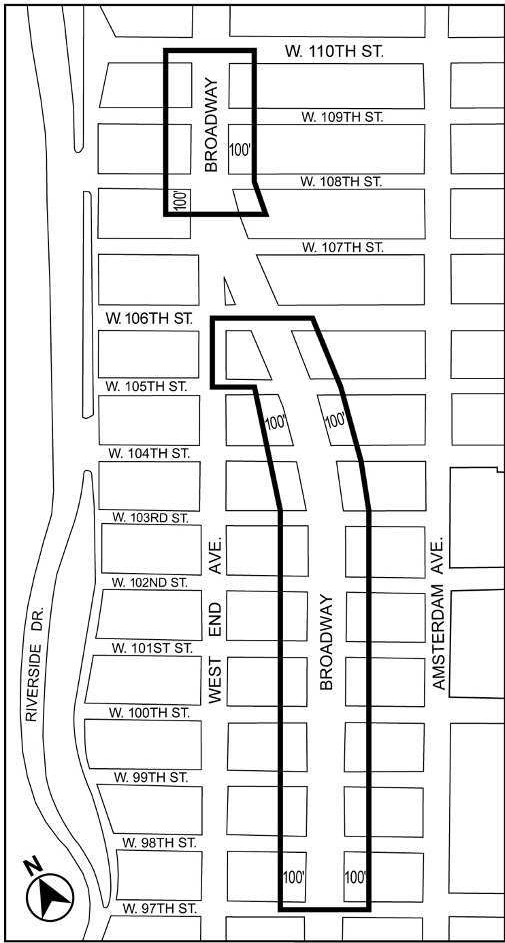 W. 110TH ST.
BROADWAY
W. 109TH ST.
100'
W. 108TH ST.
100'
W. 107TH ST.
W. 106TH ST.
W. 105TH ST.
100'
100'
W. 104TH ST.
W. 103RD ST.
WEST END AVE.
AMSTERDAM AVE.
W. 102ND ST.
BROADWAY
RIVERSIDE DR.
W. 101ST ST.
W. 100TH ST.
W. 99TH ST.
W. 98TH ST.
N
100'
100'
W. 97TH ST.